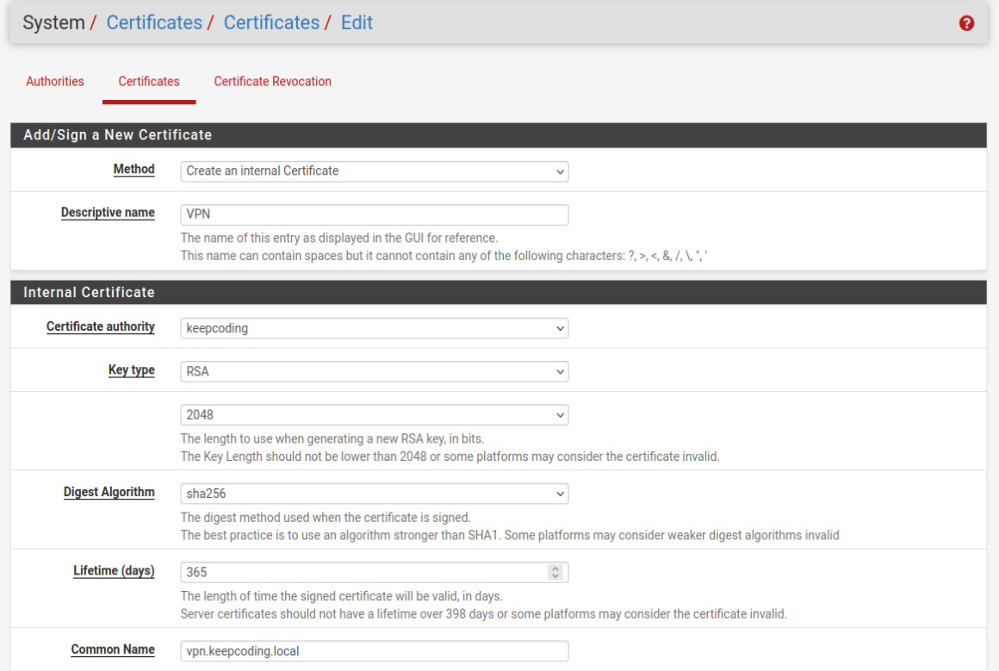 System / Certificates / Certificates / Edit
Authorities Certificates Certificate Revocation
Add/Sign a New Certificate
Method Create an internal Certificate
Descriptive name VPN
The name of this entry as displayed in the GUI for reference.
This name can contain spaces but it cannot contain any of the following characters: ?, >, <, &, /, \, ", '
Internal Certificate
Certificate authority keepcoding
Key type RSA
2048
The length to use when generating a new RSA key, in bits.
The Key Length should not be lower than 2048 or some platforms may consider the certificate invalid.
Digest Algorithm sha256
The digest method used when the certificate is signed.
The best practice is to use an algorithm stronger than SHA1. Some platforms may consider weaker digest algorithms invalid
Lifetime (days) 365
The length of time the signed certificate will be valid, in days.
Server certificates should not have a lifetime over 398 days or some platforms may consider the certificate invalid.
Common Name vpn.keepcoding.local